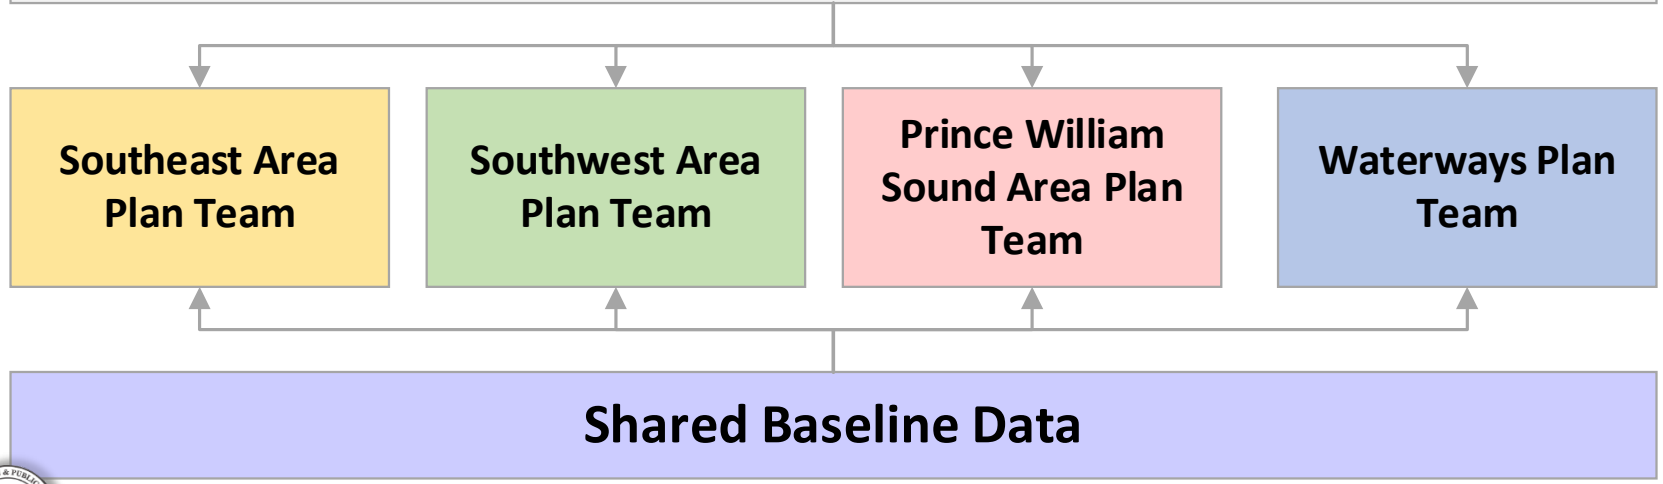 Southeast Area
Plan Team
Southwest Area
Plan Team
Prince William
Sound Area Plan
Team
Waterways Plan
Team
Shared Baseline Data
& PUBLIC